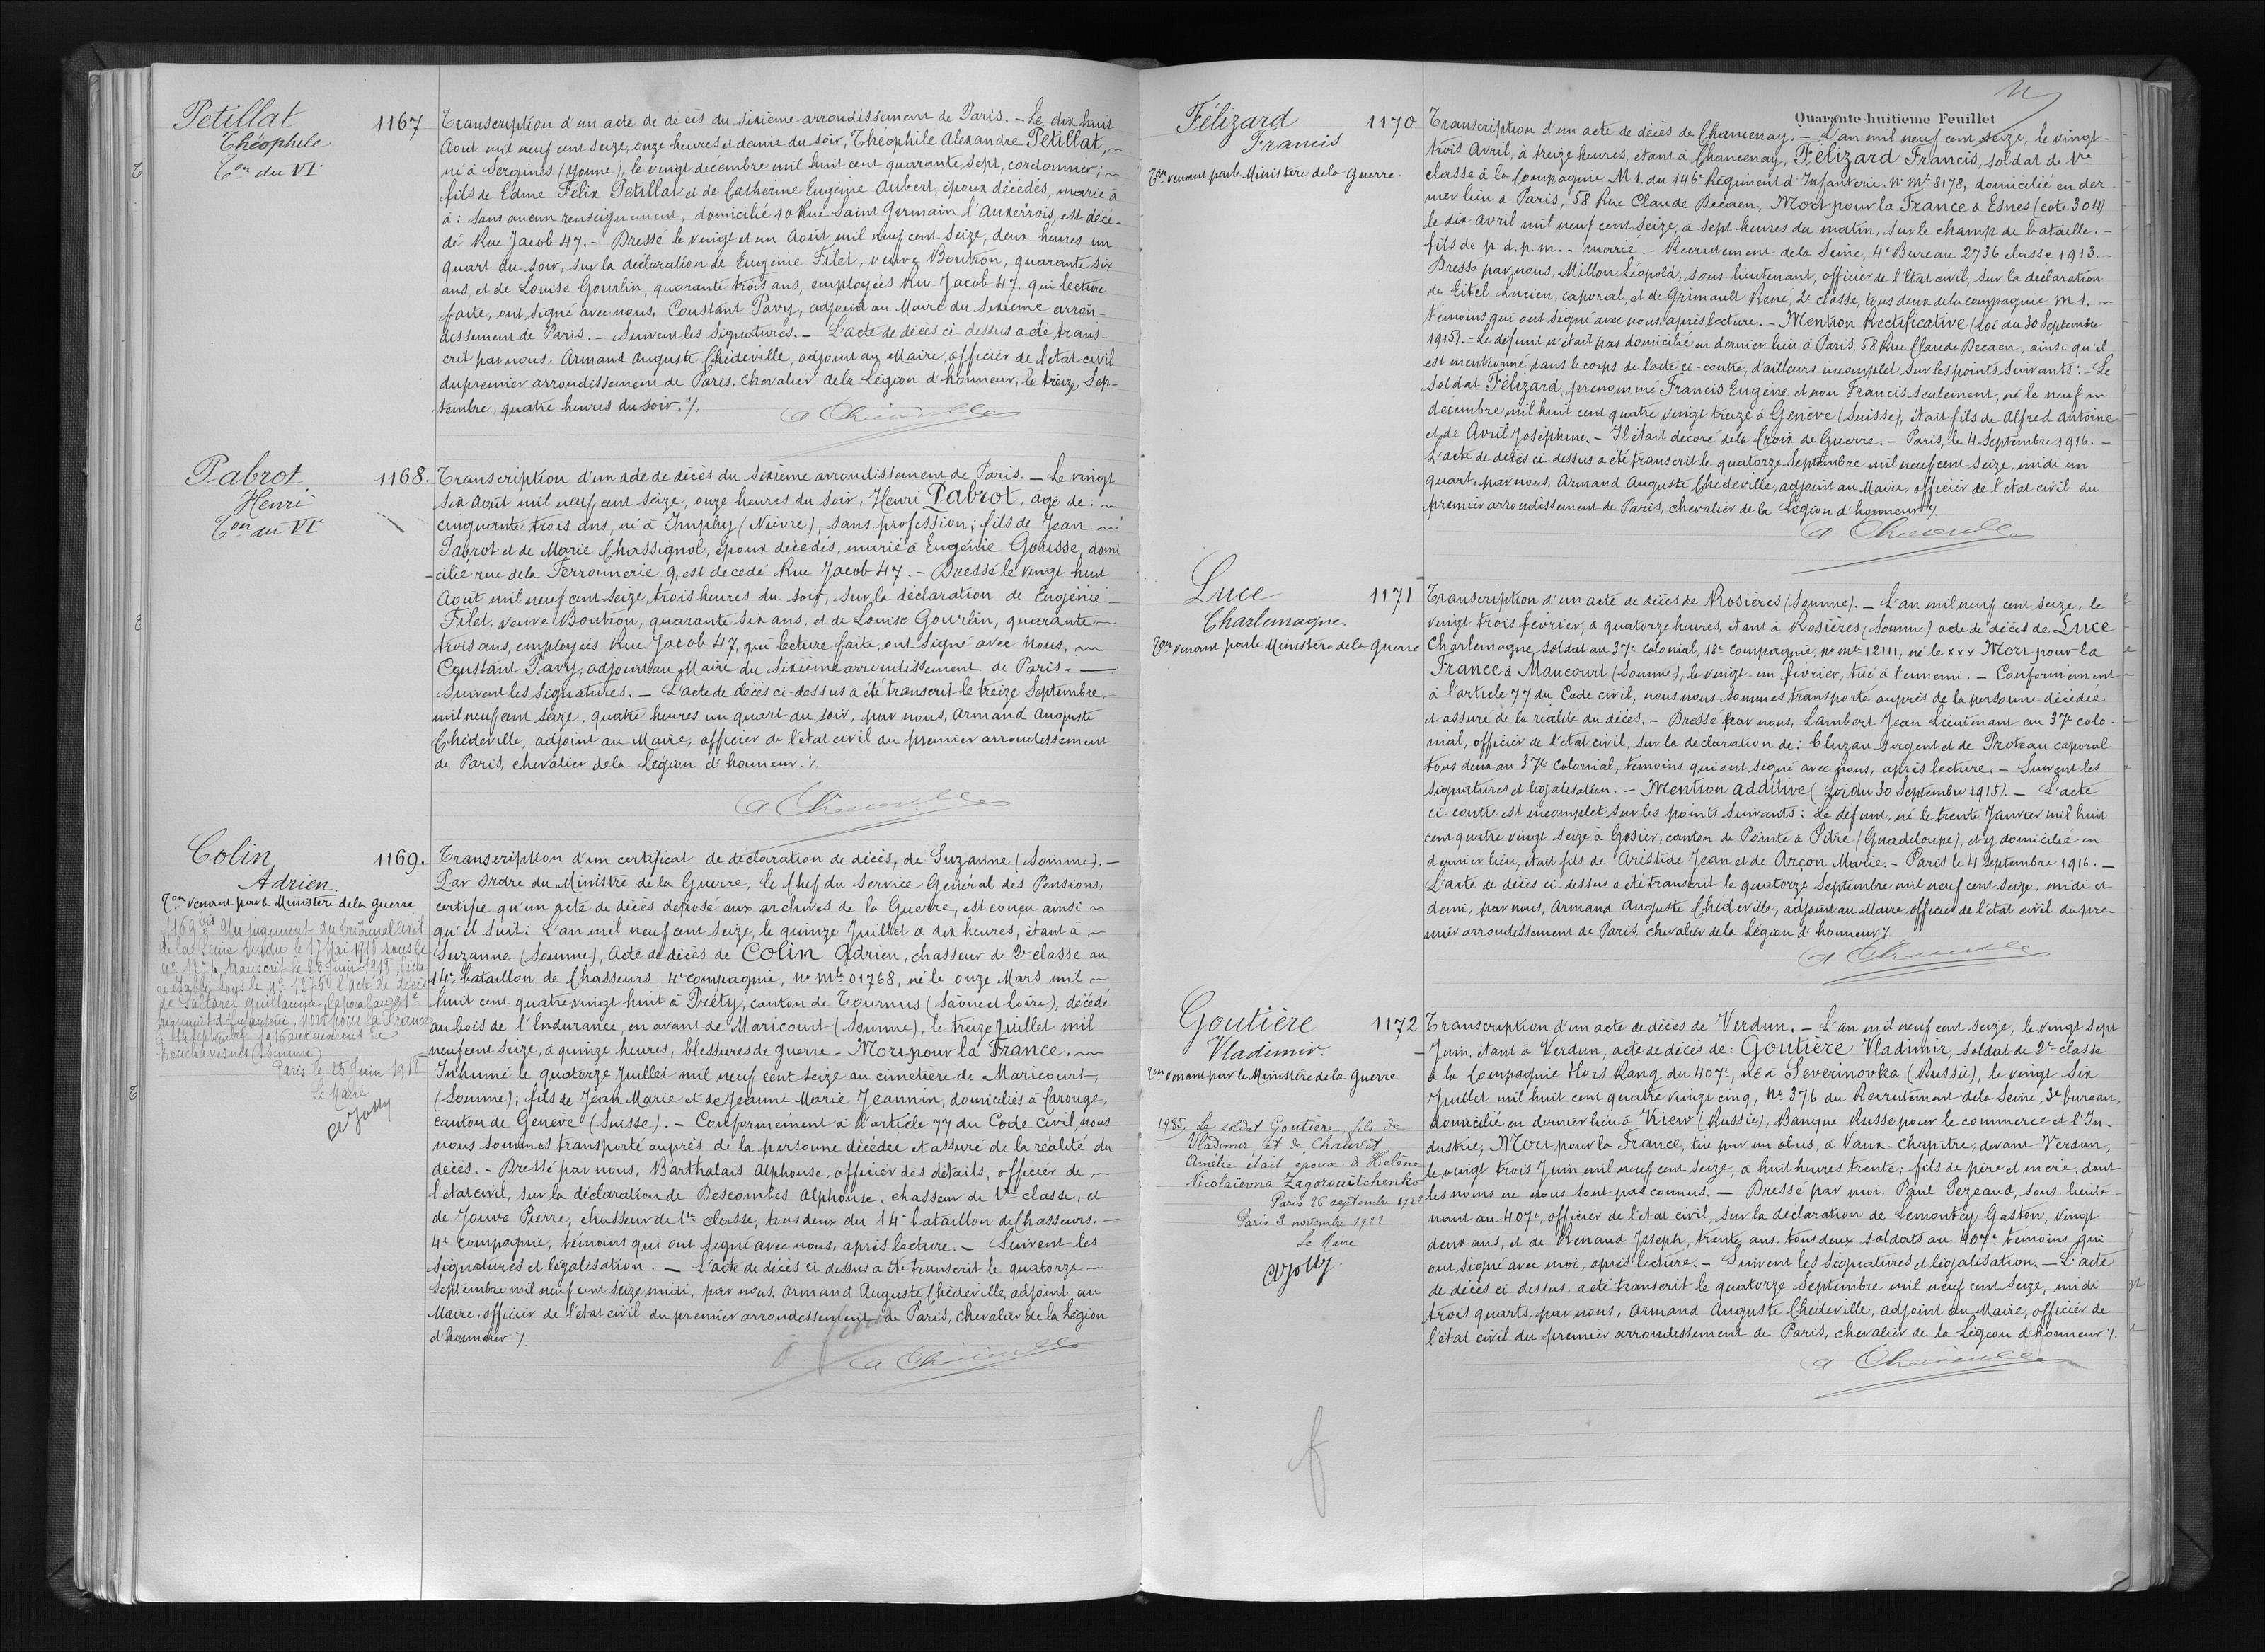 Petillat
Théophile
Ton du VIe
1167
Transcription d'un acte de décès du sixième arrondissement de Paris. — Le dix huit
Août mil neuf cent seize, onze heures et demie du soir, Théophile Alexandre Petillat,
né à Sergines (Yonne), le vingt décembre mil huit cent quarante sept, cordonnier;
fils de Edme Félix Petillat et de Catherine Eugénie Aubert, époux décédés, marié à
à : sans aucun renseignement, domicilié 10 Rue Saint Germain l'Auxerrois, est décé-
dé Rue Jacob 47. — Dressé le vingt et un Août mil neuf cent seize, deux heures un
quart du soir, sur la déclaration de Eugénie Filet, veuve Boutron, quarante six
ans, et de Louise Gourlin, quarante trois ans, employées Rue Jacob 47. qui lecture
faite, ont signé avec nous, Constant Pavy, adjoint au Maire du sixième arron-
dissement de Paris. — Suivent les signatures. — L'acte de décès ci-dessus a été trans-
crit par nous, Armand Auguste Chédeville, adjoint au Maire, officier de l'état civil
du premier arrondissement de Paris, chevalier de la Légion d'honneur, le treize Sep-
tembre, quatre heures du soir. /.
A Chédeville
Pabrot
Henri
Ton du VIe
1168.
Transcription d'un acte de décès du sixième arrondissement de Paris. — Le vingt
six août mil neuf cent seize, onze heures du soir, Henri Pabrot, âgé de :
cinquante trois ans, né à Imphy (Nièvre), sans profession; fils de Jean
Pabrot et de Marie Chassignol, époux décédés, marié à Eugénie Gousse, domi
-cilié rue de la Ferronnerie 9, est décédé Rue Jacob 47. — Dressé le vingt huit
Août mil neuf cent seize, trois heures du soir, sur la déclaration de Eugénie
Filet, veuve Boutron, quarante six ans, et de Louise Gourlin, quarante
trois ans, employées Rue Jacob 47, qui lecture faite, ont signé avec Nous,
Constant Pavy, adjoint au Maire du sixième arrondissement de Paris. —
Suivent les signatures. — L'acte de décès ci-dessus a été transcrit le treize Septembre
mil neuf cent seize, quatre heures un quart du soir, par nous, Armand Auguste
Chédeville, adjoint au Maire, officier de l'état civil du premier arrondissement
de Paris, chevalier de la Légion d'honneur. /.
A Chédeville
Colin
Adrien
Ton venant par le Ministère de la guerre
1169.
1169 bis Un jugement du tribunal civil
de la Seine rendu le 17 Mai 1918 sous le
transcrit le 25 Juin 1918,
sous le No 1275 l'acte de décès
de Guillaume, caporal au
régiment d'Infanterie, Mort pour la France
septembre 1916
Bouchavesnes (Somme)
Paris le 25 Juin 1918
Le Maire
A Jolly
Transcription d'un certificat de déclaration de décès, de Suzanne (Somme). —
Par ordre du Ministre de la Guerre, le Chef du Service Général des Pensions,
certifie qu'un acte de décès déposé aux archives de la Guerre, est conçu ainsi
qu'il suit : L'an mil neuf cent seize, le quinze Juillet à dix heures, étant à
Suzanne (Somme), Acte de décès de Colin Adrien, chasseur de 2e classe au
14e bataillon de Chasseurs, 4e compagnie, No Mle 01768, né le onze Mars mil
huit cent quatre vingt huit à Préty, canton de Tournus (Saône et Loire), décédé
au bois de l'Endurance, en avant de Maricourt (Somme), le treize Juillet mil
neuf cent seize, à quinze heures, blessures de guerre — Mort pour la France.
Inhumé le quatorze Juillet mil neuf cent seize au cimetière de Maricourt,
(Somme); fils de Jean Marie et de Jeanne Marie Jeannin, domiciliés à Carouge,
canton de Genève (Suisse). — Conformément à l'article 77 du Code Civil, nous
nous sommes transporté auprès de la personne décédée et assuré de la réalité du
décès. — Dressé par nous, Barthalais Alphonse, officier des détails, officier de
l'état civil, sur la déclaration de Descombes Alphonse, chasseur de 1re classe, et
de Jouve Pierre, chasseur de 1re classe, tous deux du 14e bataillon de Chasseurs,
4e Compagnie, témoins qui ont signé avec nous, après lecture. — Suivent les
signatures et légalisation. — L'acte de décès ci dessus a été transcrit le quatorze
Septembre mil neuf cent seize, midi, par nous, Armand Auguste Chédeville, adjoint au
Maire, officier de l'état civil du premier arrondissement de Paris, chevalier de la Légion
d'honneur /.
A Chédeville
Quarante-huitième Feuillet
Félizard
Francis
Ton venant par le Ministère de la Guerre.
1170
Transcription d'un acte de décès de Chancenay. — L'an mil neuf cent seize, le vingt-
trois Avril, à treize heures, étant à Chancenay, Félizard Francis, soldat de 1re
classe à la Compagnie M 1. du 146e Régiment d'Infanterie, No Mle 8178, domicilié en der
nier lieu à Paris, 58 Rue Claude Decaen, Mort pour la France à Esnes (cote 304)
le dix avril mil neuf cent seize, à sept heures du matin, sur le champ de bataille. —
fils de p. d. p. m. — marié. — Recrutement de la Seine, 4e Bureau 2736 classe 1913. —
Dressé par nous, Millon Léopold, sous-lieutenant, officier de l'Etat civil, sur la déclaration
de Eitel Lucien, caporal, et de Grimault René, 2e classe, tous deux de la compagnie M. 1,
témoins qui ont signé avec nous après lecture. — Mention Rectificative (Loi du 30 Septembre
1915). — Le défunt n'était pas domicilié en dernier lieu à Paris, 58 Rue Claude Decaen, ainsi qu'il
est mentionné dans le corps de l'acte ci-contre, d'ailleurs incomplet sur les points suivants : — Le
soldat Félizard, prénommé Francis Eugène et non Francis seulement, né le neuf
décembre mil huit cent quatre vingt treize à Genève (Suisse), était fils de Alfred Antoine
et de Avril Joséphine. — Il était décoré de la Croix de Guerre. — Paris, le 4 Septembre 1916. —
L'acte de décès ci dessus a été transcrit le quatorze Septembre mil neuf cent seize, midi un
quart, par nous, Armand Auguste Chédeville, adjoint au Maire, officier de l'état civil du
premier arrondissement de Paris, chevalier de la Légion d'honneur /.
A Chédeville
Luce
Charlemagne.
Ton venant par le Ministère de la Guerre
1171
Transcription d'un acte de décès de Rosières (Somme). — L'an mil neuf cent seize, le
vingt trois février, à quatorze heures, étant à Rosières (Somme) acte de décès de Luce
Charlemagne, soldat au 37e Colonial, 18e Compagnie, No mle 12111, né le xxx Mort pour la
France à Maucourt (Somme), le vingt un février, tué à l'ennemi. — Conformément
à l'article 77 du Code civil, nous nous sommes transporté auprès de la personne décédée
et assuré de la réalité du décès. — Dressé par nous, Lambert Jean Lieutenant au 37e colo-
nial, officier de l'état civil, sur la déclaration de : Cluzau sergent et de Proteau caporal
tous deux au 37e Colonial, témoins qui ont signé avec nous, après lecture. — Suivent les
signatures et légalisation. — Mention additive (Loi du 30 Septembre 1915). — L'acte
ci-contre est incomplet sur les points suivants : Le défunt, né le trente Janvier mil huit
cent quatre vingt seize à Gosier, canton de Pointe à Pitre (Guadeloupe), et y domicilié en
dernier lieu, était fils de Aristide Jean et de Arçon Marie. — Paris le 4 Septembre 1916. —
L'acte de décès ci-dessus a été transcrit le quatorze Septembre mil neuf cent seize, midi et
demi, par nous, Armand Auguste Chédeville, adjoint au Maire, officier de l'état civil du pre-
mier arrondissement de Paris, chevalier de la Légion d'honneur /.
A Chédeville
Goutière
Vladimir.
Ton venant par le Ministère de la Guerre
1172
1985. Le soldat Goutière, fils de
Vladimir et de Chauvet
Amélie était époux de Hélène
Nicolaïevna Zagorouitchenko
Paris 26 septembre 1922
Paris 3 novembre 1922
Le Maire
A Jolly
Transcription d'un acte de décès de Verdun. — L'an mil neuf cent seize, le vingt sept
Juin, étant à Verdun, acte de décès de : Goutière Vladimir, soldat de 2e classe
à la Compagnie Hors Rang du 407e, né à Severinovka (Russie), le vingt six
Juillet mil huit cent quatre vingt cinq, No 376 du Recrutement de la Seine, 3e bureau,
domicilié en dernier lieu à Kiew (Russie), Banque Russe pour le commerce et l'In-
dustrie, Mort pour la France, tué par un obus, à Vaux-Chapitre, devant Verdun,
le vingt trois Juin mil neuf cent seize, à huit heures trente; fils de père et mère, dont
les noms ne nous sont pas connus. — Dressé par moi, Paul Pezeaud, sous-lieute-
nant au 407e, officier de l'état civil, sur la déclaration de Lemontey Gaston, vingt
deux ans, et de Renaud Joseph, trente ans, tous deux soldats au 407e témoins qui
ont signé avec moi, après lecture. — Suivent les signatures et légalisation. — L'acte
de décès ci-dessus, a été transcrit le quatorze Septembre mil neuf cent seize, midi
trois quarts, par nous, Armand Auguste Chédeville, adjoint au Maire, officier de
l'état civil du premier arrondissement de Paris, chevalier de la Légion d'honneur /.
A Chédeville